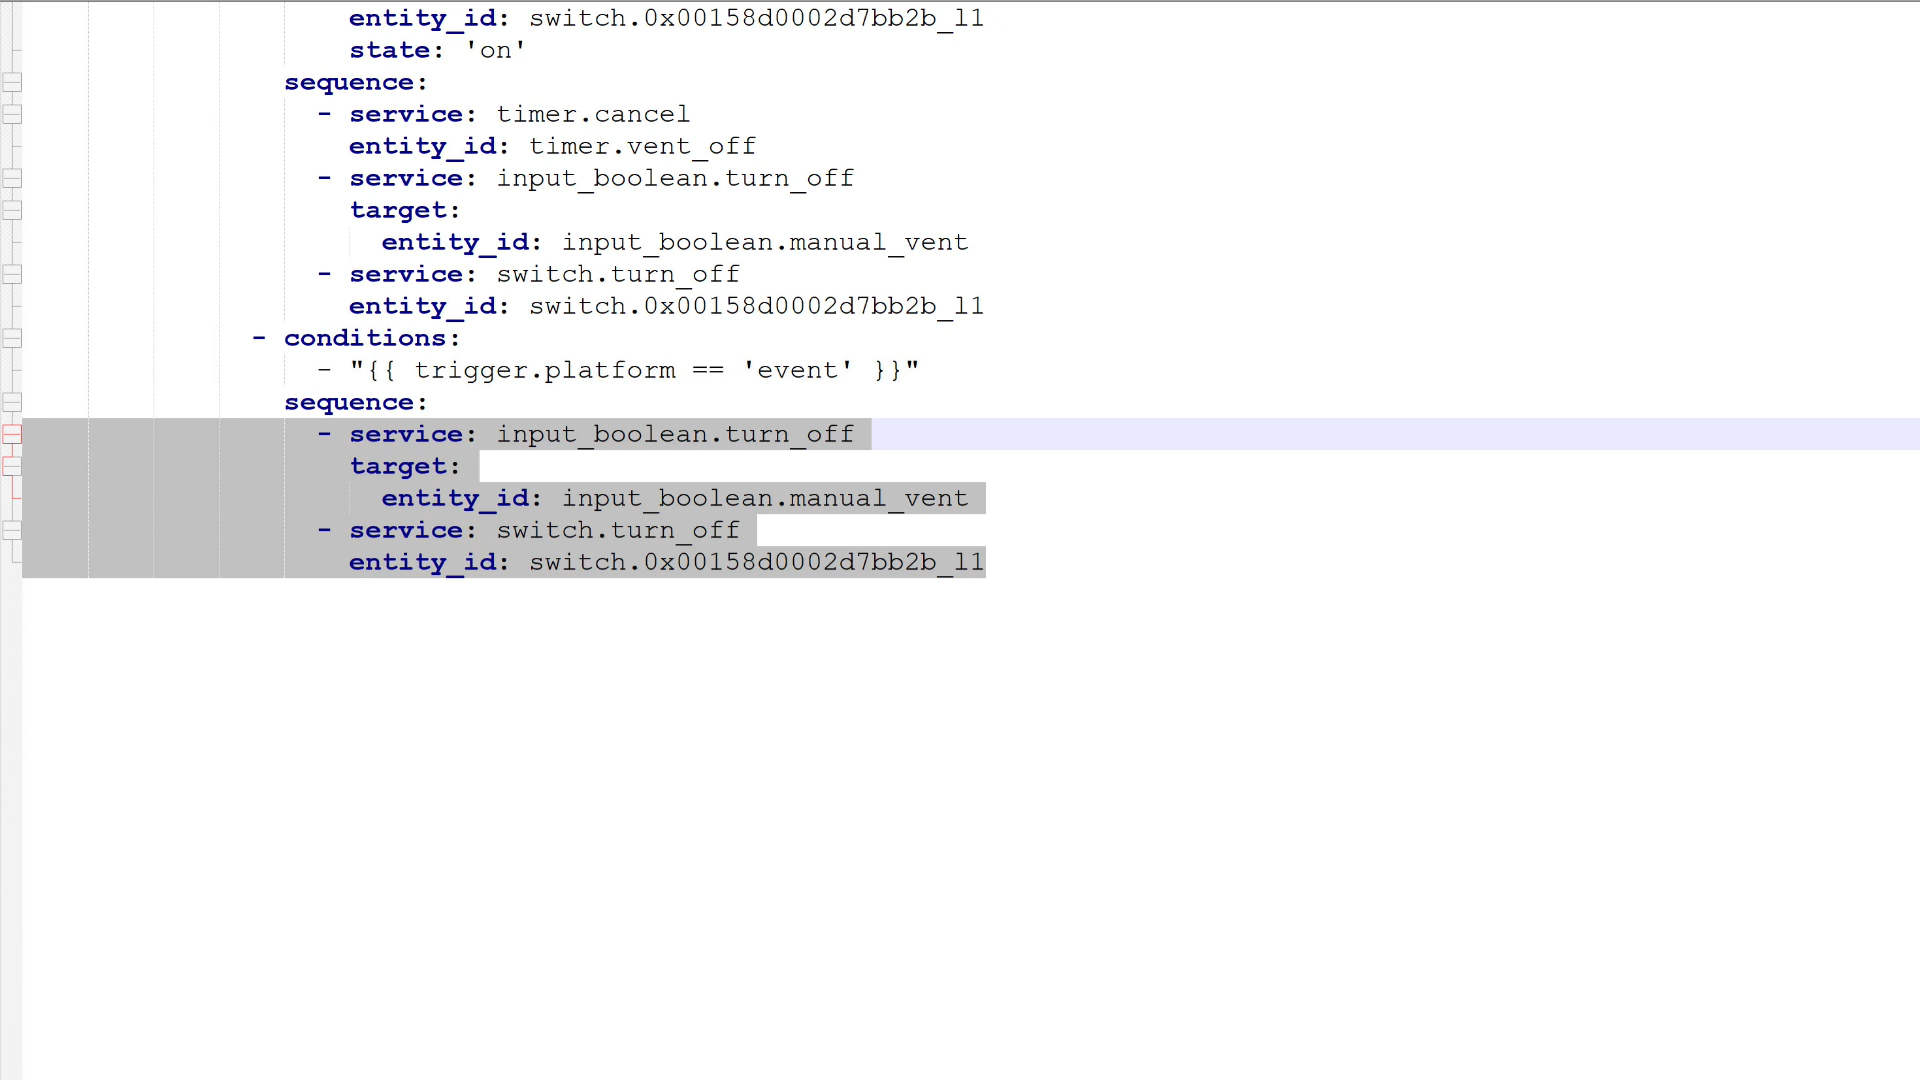 entity_id: switch.0x00158d0002d7bb2b_l1
state: 'on'
sequence:
- service: timer.cancel
entity_id: timer.vent_off
- service: input_boolean.turn_off
target:
entity_id: input_boolean.manual_vent
- service: switch.turn_off
entity_id: switch.0x00158d0002d7bb2b_l1
- conditions:
- "{{ trigger.platform == 'event' }}"
sequence:
- service: input_boolean.turn_off
target:
entity_id: input_boolean.manual_vent
- service: switch.turn_off
entity_id: switch.0x00158d0002d7bb2b_l1